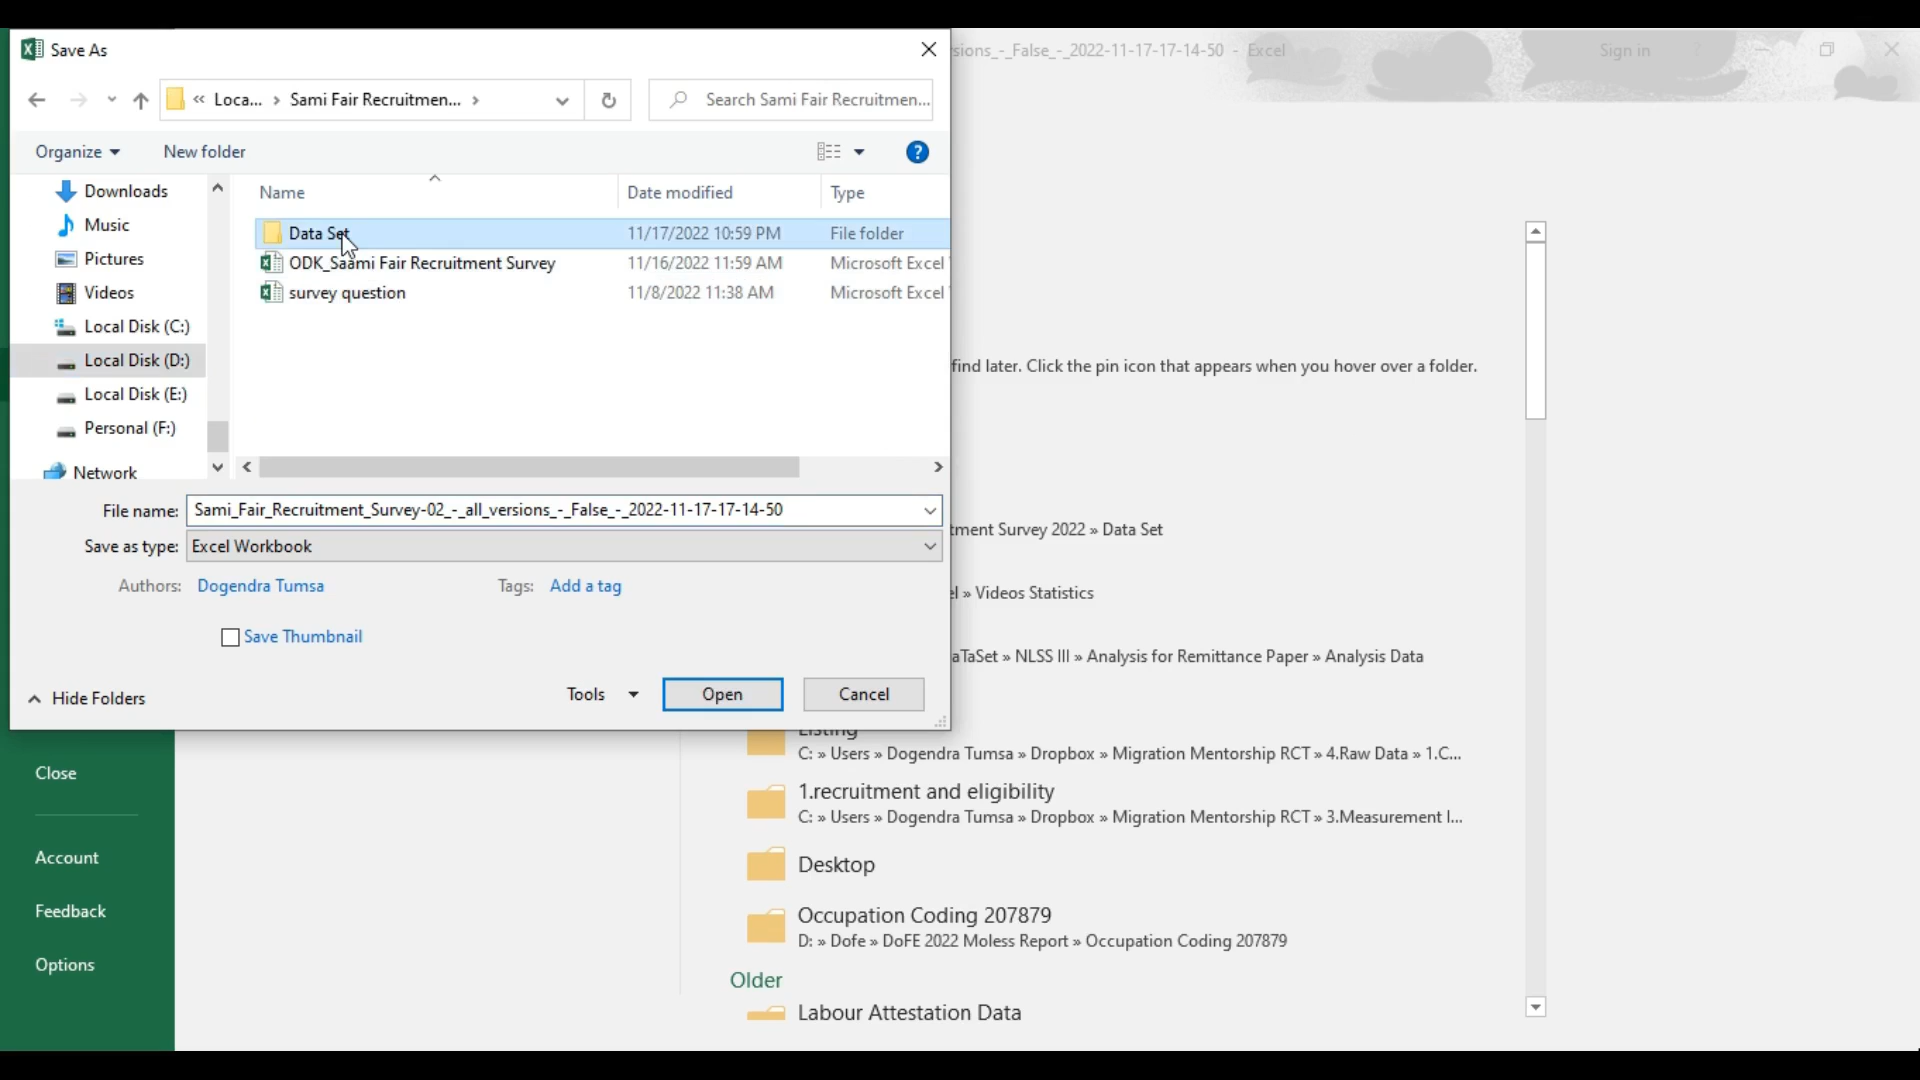 Save As
sions_-_False_-_2022-11-17-17-14-50 - Excel
Sign in
« Loca... › Sami Fair Recruitmen... ›
Search Sami Fair Recruitmen...
Organize
New folder
Downloads
Music
Pictures
Videos
Local Disk (C:)
Local Disk (D:)
Local Disk (E:)
Personal (F:)
Network
Name Date modified Type
Data Set 11/17/2022 10:59 PM File folder
ODK_Saami Fair Recruitment Survey 11/16/2022 11:59 AM Microsoft Excel
survey question 11/8/2022 11:38 AM Microsoft Excel
find later. Click the pin icon that appears when you hover over a folder.
File name: Sami_Fair_Recruitment_Survey-02_-_all_versions_-_False_-_2022-11-17-17-14-50
Save as type: Excel Workbook
Authors: Dogendra Tumsa
Tags: Add a tag
Save Thumbnail
Hide Folders
Tools
Open
Cancel
tment Survey 2022 » Data Set
el » Videos Statistics
aTaSet » NLSS III » Analysis for Remittance Paper » Analysis Data
Listing
C: » Users » Dogendra Tumsa » Dropbox » Migration Mentorship RCT » 4.Raw Data » 1.C...
1.recruitment and eligibility
C: » Users » Dogendra Tumsa » Dropbox » Migration Mentorship RCT » 3.Measurement I...
Desktop
Occupation Coding 207879
D: » Dofe » DoFE 2022 Moless Report » Occupation Coding 207879
Older
Labour Attestation Data
Close
Account
Feedback
Options